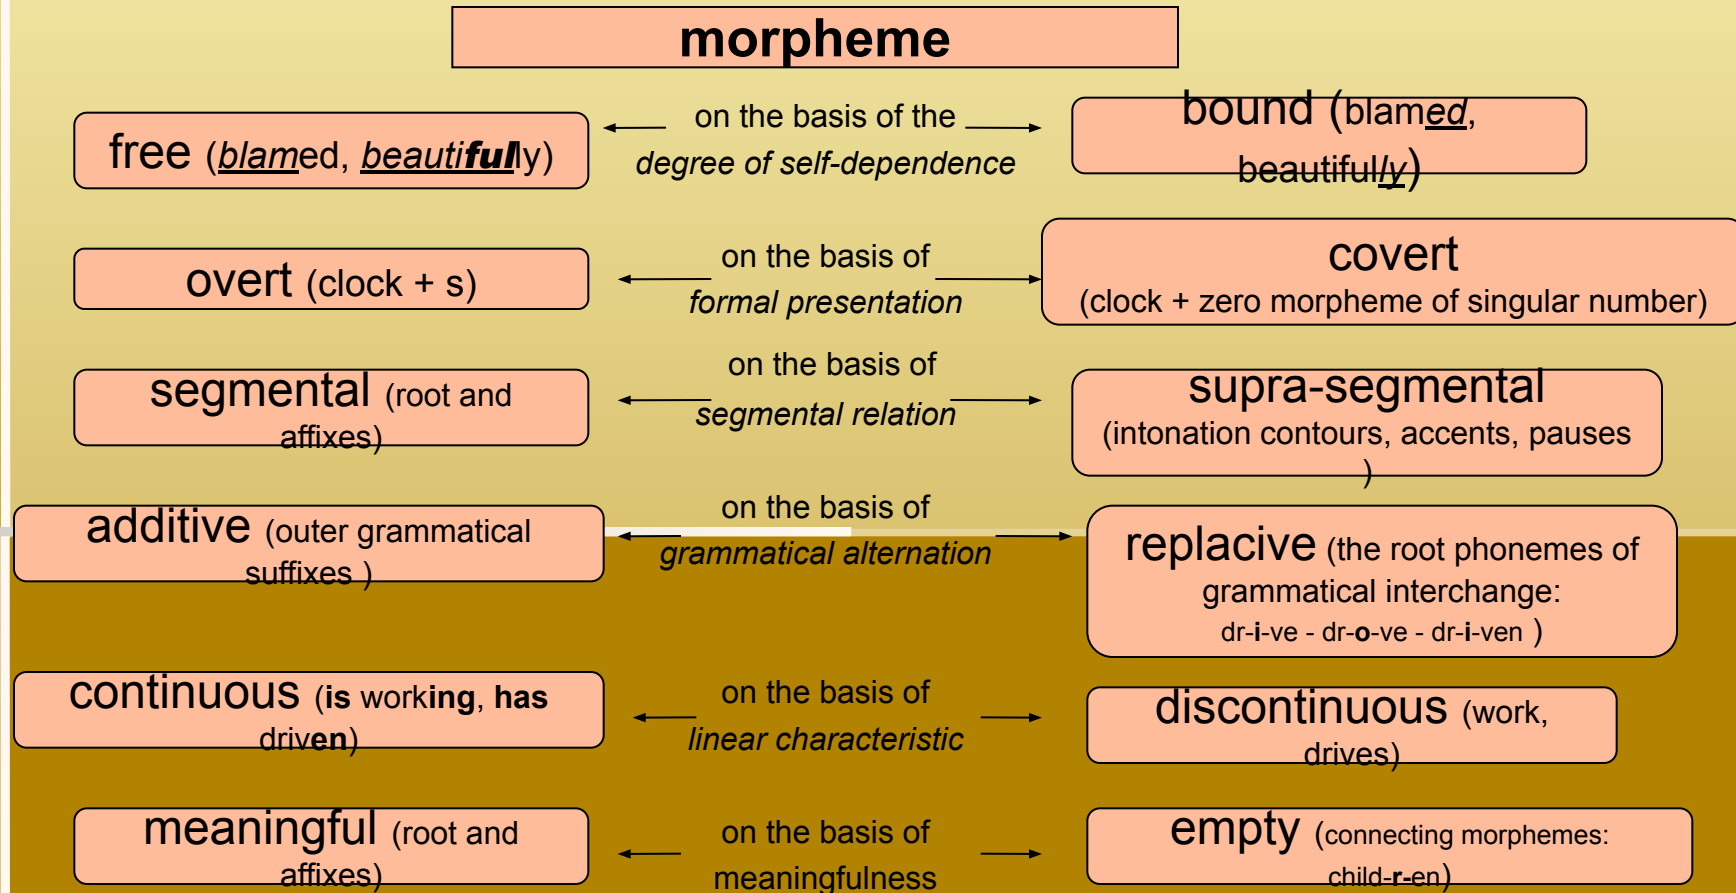 morpheme
free (blamed, beautifully)
on the basis of the
degree of self-dependence
bound (blamed,
beautifully)
overt (clock + s)
on the basis of
formal presentation
covert
(clock + zero morpheme of singular number)
segmental (root and
affixes)
on the basis of
segmental relation
supra-segmental
(intonation contours, accents, pauses
)
additive (outer grammatical
suffixes )
on the basis of
grammatical alternation
replacive (the root phonemes of
grammatical interchange:
dr-i-ve - dr-o-ve - dr-i-ven )
continuous (is working, has
driven)
on the basis of
linear characteristic
discontinuous (work,
drives)
meaningful (root and
affixes)
on the basis of
meaningfulness
empty (connecting morphemes:
child-r-en)